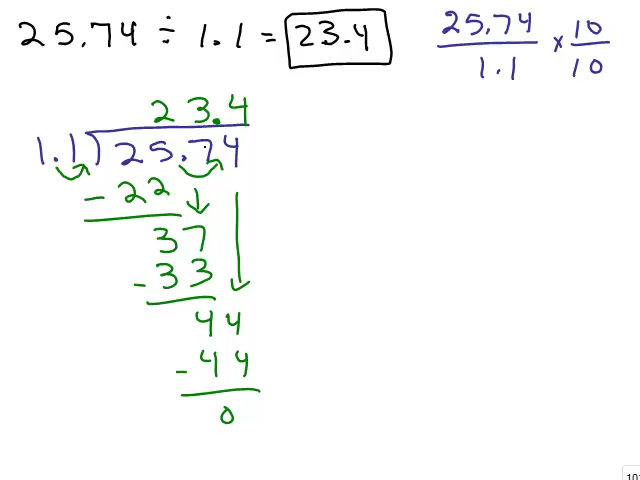 25.74 ÷ 1.1 = 23.4
25.74 / 1.1 × 10 / 10
23.4
1.1 ) 25.74
- 22
37
- 33
44
- 44
0